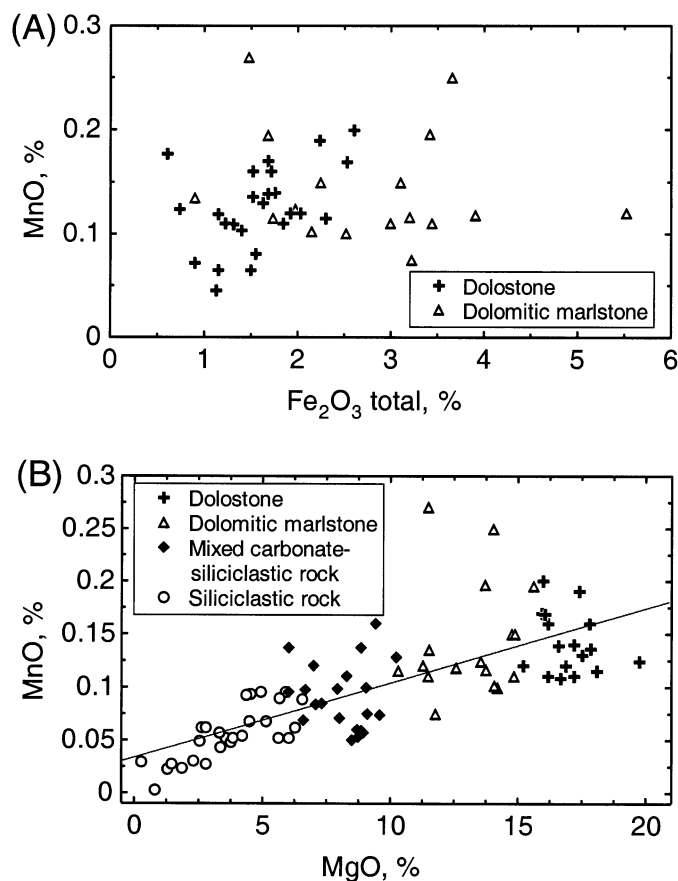 (A)
0.3
0.2
0.1
0
MnO, %
Dolostone
Dolomitic marlstone
0 1 2 3 4 5 6
Fe₂O₃ total, %
(B)
0.3
0.25
0.2
0.15
0.1
0.05
0
MnO, %
Dolostone
Dolomitic marlstone
Mixed carbonate-
siliciclastic rock
Siliciclastic rock
0 5 10 15 20
MgO, %